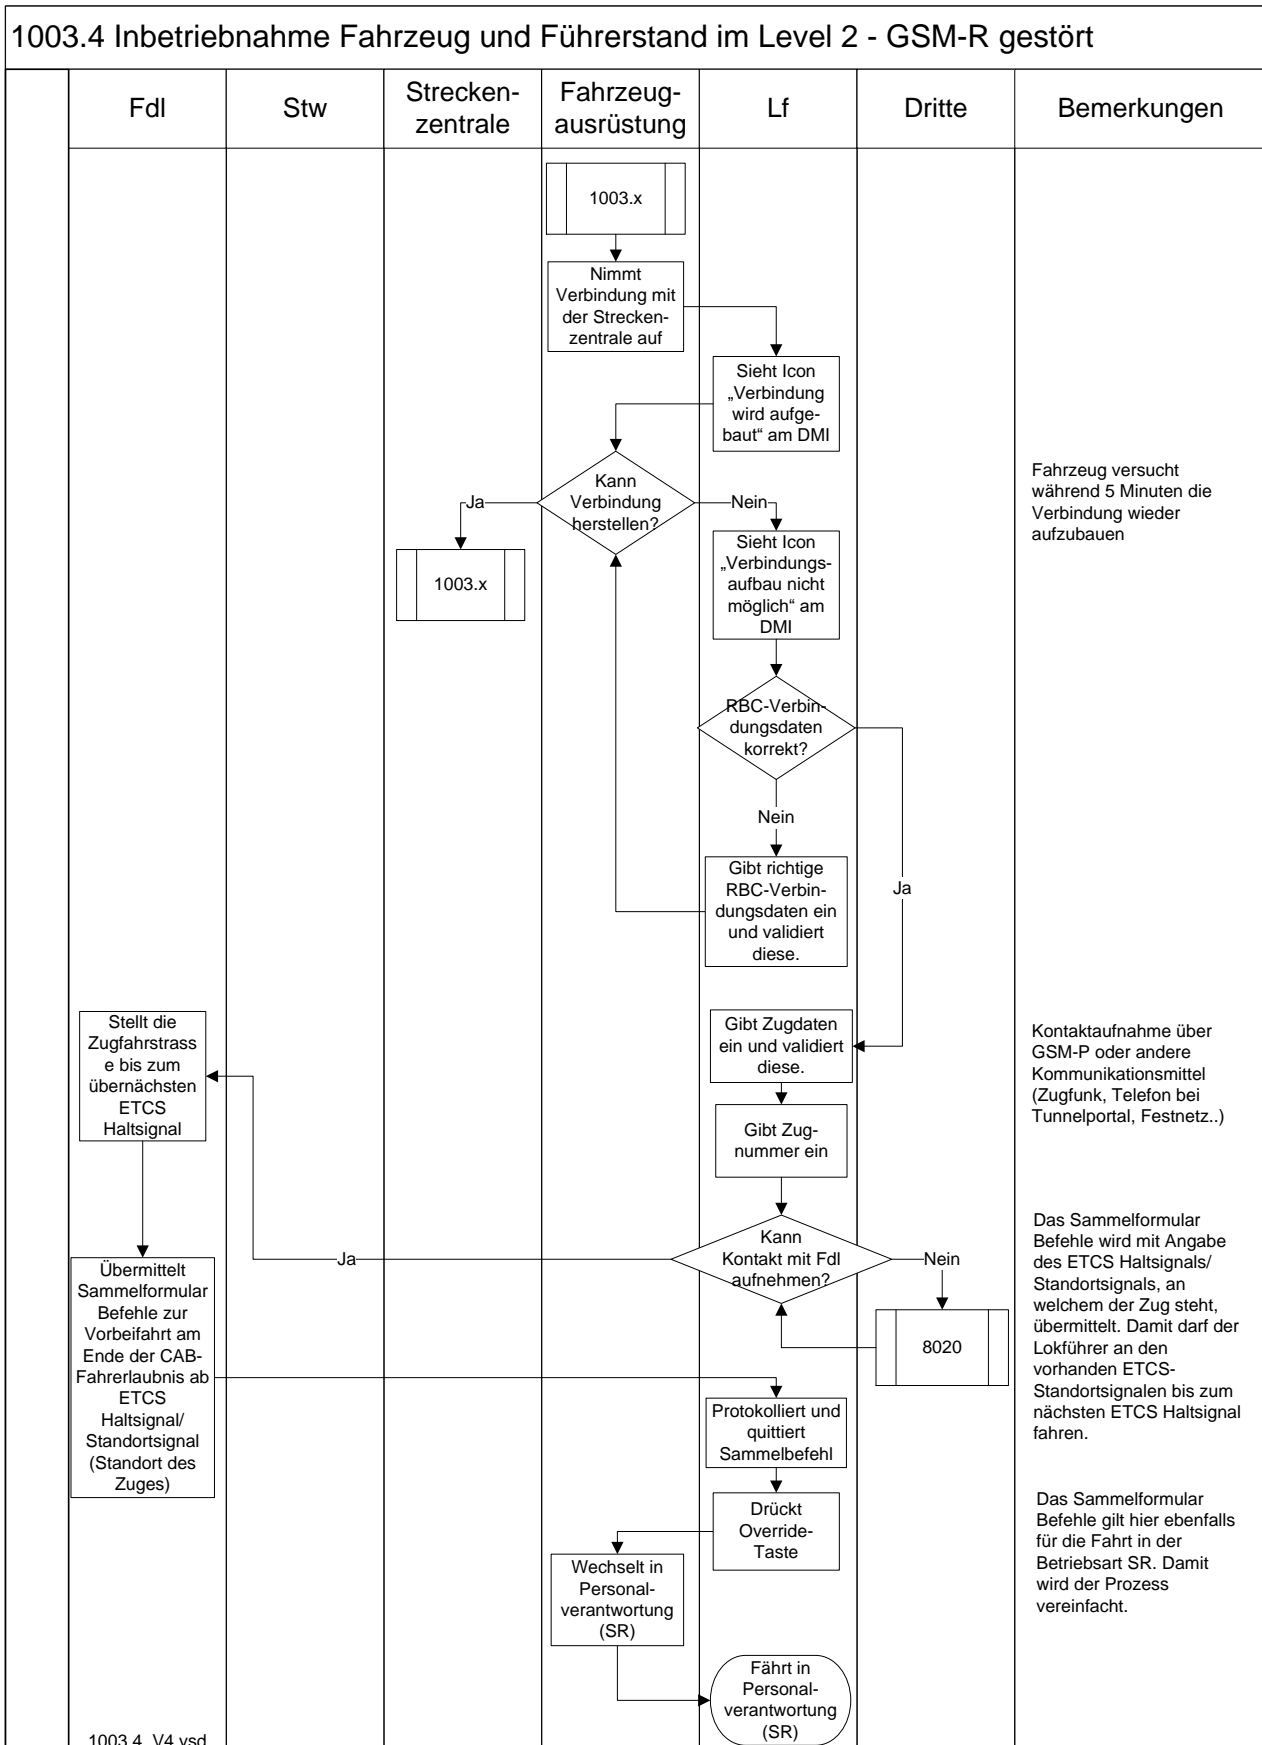 1003.4 Inbetriebnahme Fahrzeug und Führerstand im Level 2 - GSM-R gestört
Fdl
Stw
Strecken-
zentrale
Fahrzeug-
ausrüstung
Lf
Dritte
Bemerkungen
1003.x
Nimmt
Verbindung mit
der Strecken-
zentrale auf
Sieht Icon
„Verbindung
wird aufge-
baut“ am DMI
Kann
Verbindung
herstellen?
Ja
Nein
Fahrzeug versucht
während 5 Minuten die
Verbindung wieder
aufzubauen
1003.x
Sieht Icon
„Verbindungs-
aufbau nicht
möglich“ am
DMI
RBC-Verbin-
dungsdaten
korrekt?
Nein
Ja
Gibt richtige
RBC-Verbin-
dungsdaten ein
und validiert
diese.
Stellt die
Zugfahrstrass
e bis zum
übernächsten
ETCS
Haltsignal
Gibt Zugdaten
ein und validiert
diese.
Kontaktaufnahme über
GSM-P oder andere
Kommunikationsmittel
(Zugfunk, Telefon bei
Tunnelportal, Festnetz..)
Gibt Zug-
nummer ein
Kann
Kontakt mit Fdl
aufnehmen?
Ja
Nein
8020
Das Sammelformular
Befehle wird mit Angabe
des ETCS Haltsignals/
Standortsignals, an
welchem der Zug steht,
übermittelt. Damit darf der
Lokführer an den
vorhanden ETCS-
Standortsignalen bis zum
nächsten ETCS Haltsignal
fahren.
Übermittelt
Sammelformular
Befehle zur
Vorbeifahrt am
Ende der CAB-
Fahrerlaubnis ab
ETCS
Haltsignal/
Standortsignal
(Standort des
Zuges)
Protokolliert und
quittiert
Sammelbefehl
Drückt
Override-
Taste
Das Sammelformular
Befehle gilt hier ebenfalls
für die Fahrt in der
Betriebsart SR. Damit
wird der Prozess
vereinfacht.
Wechselt in
Personal-
verantwortung
(SR)
Fährt in
Personal-
verantwortung
(SR)
1003.4_V4.vsd